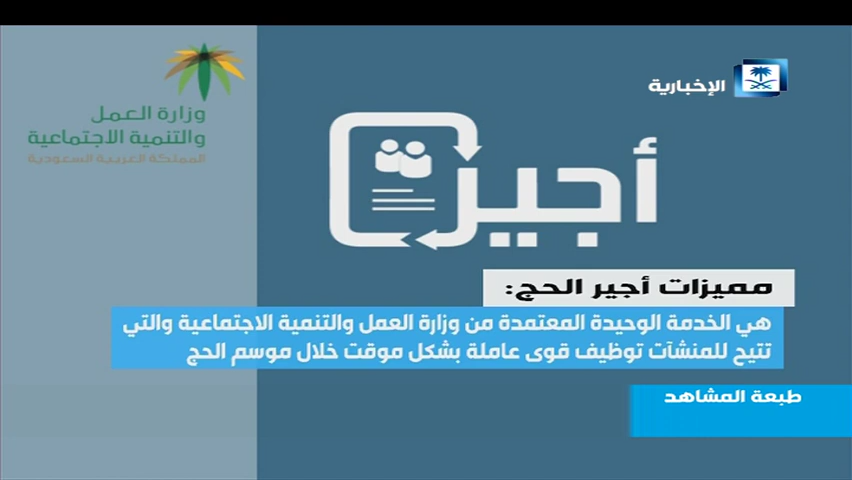 الإخبارية
وزارة العمل
والتنمية الاجتماعية
المملكة العربية السعودية
أجير
مميزات أجير الحج:
هي الخدمة الوحيدة المعتمدة من وزارة العمل والتنمية الاجتماعية والتي
تتيح للمنشآت توظيف قوى عاملة بشكل موقت خلال موسم الحج
طبعة المشاهد